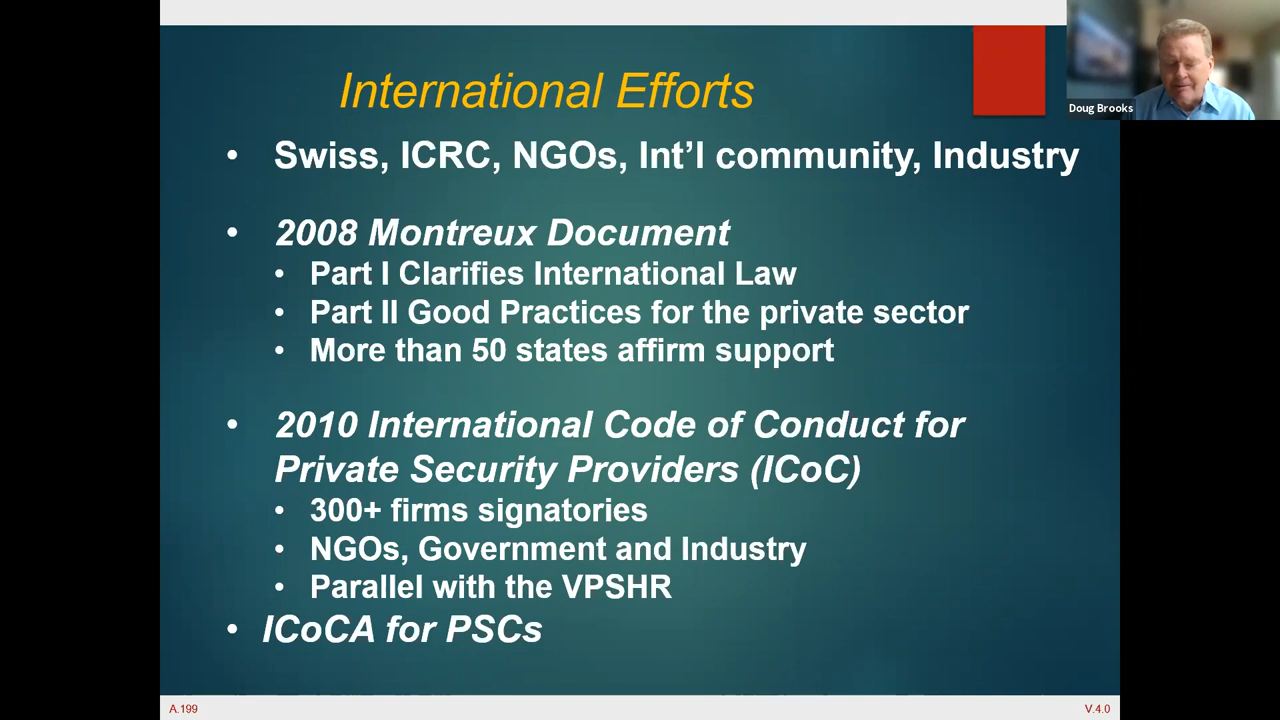 International Efforts
Doug Brooks
• Swiss, ICRC, NGOs, Int’l community, Industry
• 2008 Montreux Document
• Part I Clarifies International Law
• Part II Good Practices for the private sector
• More than 50 states affirm support
• 2010 International Code of Conduct for
Private Security Providers (ICoC)
• 300+ firms signatories
• NGOs, Government and Industry
• Parallel with the VPSHR
• ICoCA for PSCs
A.199
V.4.0